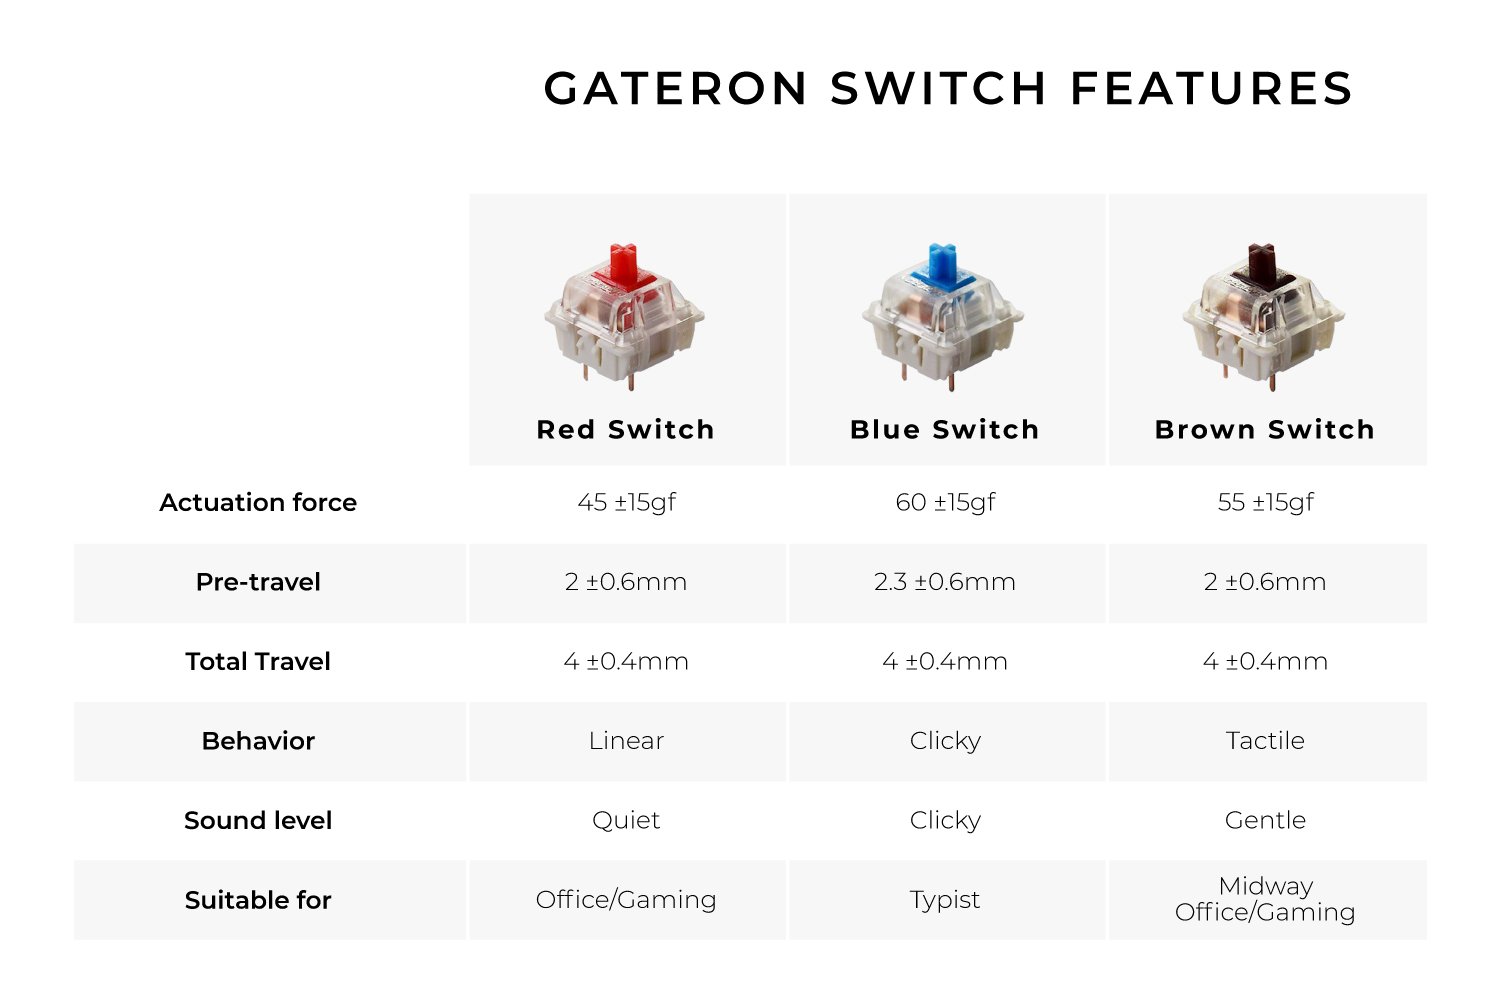 GATERON SWITCH FEATURES
Red Switch
Blue Switch
Brown Switch
Actuation force
45 ±15gf
60 ±15gf
55 ±15gf
Pre-travel
2 ±0.6mm
2.3 ±0.6mm
2 ±0.6mm
Total Travel
4 ±0.4mm
4 ±0.4mm
4 ±0.4mm
Behavior
Linear
Clicky
Tactile
Sound level
Quiet
Clicky
Gentle
Suitable for
Office/Gaming
Typist
Midway
Office/Gaming